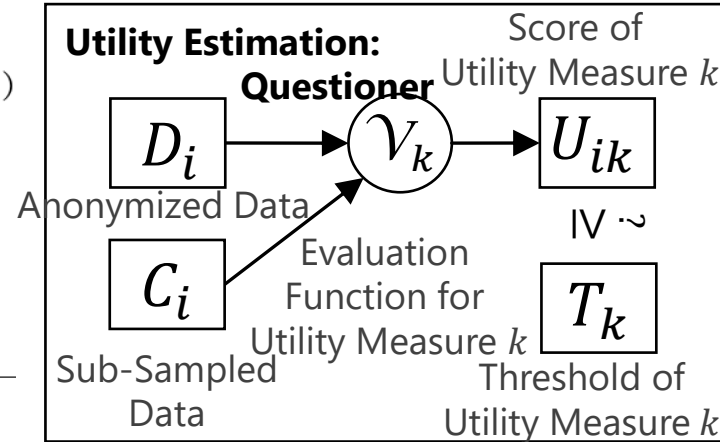 )
Utility Estimation:
Questioner
Score of
Utility Measure k
D_i
𝒱_k
U_ik
Anonymized Data
≥ ?
C_i
Evaluation
Function for
Utility Measure k
T_k
Sub-Sampled
Data
Threshold of
Utility Measure k